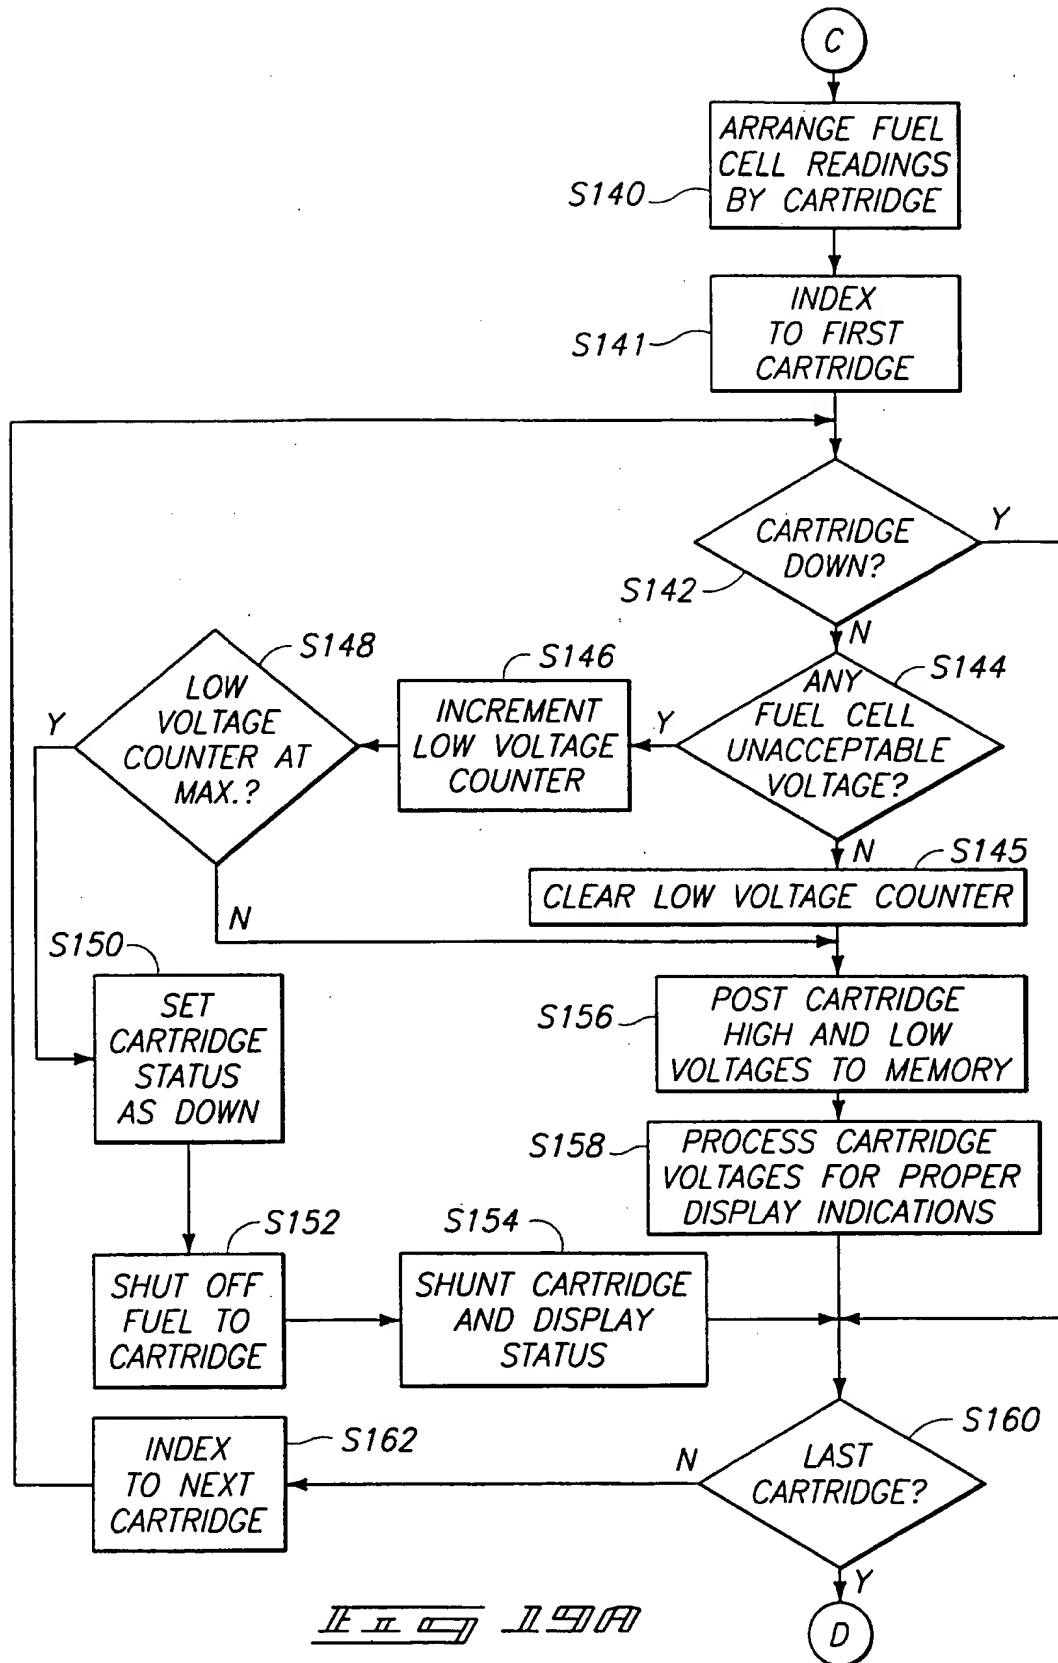 C
ARRANGE FUEL
CELL READINGS
BY CARTRIDGE
S140
INDEX
TO FIRST
CARTRIDGE
S141
CARTRIDGE
DOWN?
Y
S142
N
S148
S146
S144
LOW
VOLTAGE
COUNTER AT
MAX.?
Y
INCREMENT
LOW VOLTAGE
COUNTER
Y
ANY
FUEL CELL
UNACCEPTABLE
VOLTAGE?
N
S145
CLEAR LOW VOLTAGE COUNTER
N
S150
SET
CARTRIDGE
STATUS
AS DOWN
S156
POST CARTRIDGE
HIGH AND LOW
VOLTAGES TO MEMORY
S158
PROCESS CARTRIDGE
VOLTAGES FOR PROPER
DISPLAY INDICATIONS
S152
SHUT OFF
FUEL TO
CARTRIDGE
S154
SHUNT CARTRIDGE
AND DISPLAY
STATUS
S162
INDEX
TO NEXT
CARTRIDGE
N
S160
LAST
CARTRIDGE?
Y
D
FIG 19A